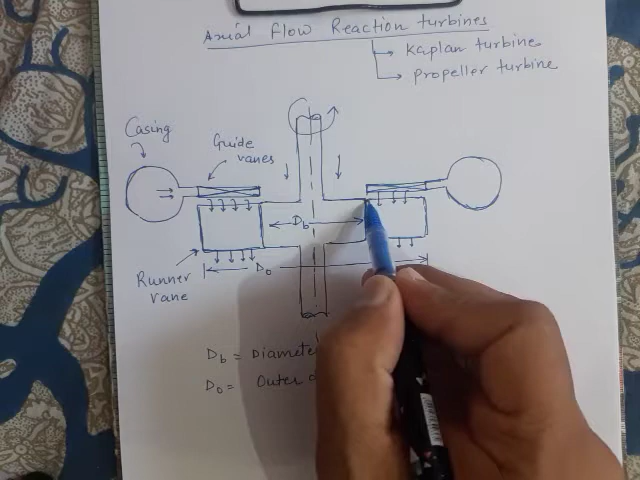 Axial Flow Reaction turbines
Kaplan turbine
propeller turbine
Casing
Guide
vanes
Db
Runner
vane
Do
Db = Diamete
Do = Outer